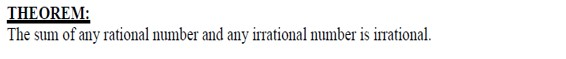 THEOREM:
The sum of any rational number and any irrational number is irrational.